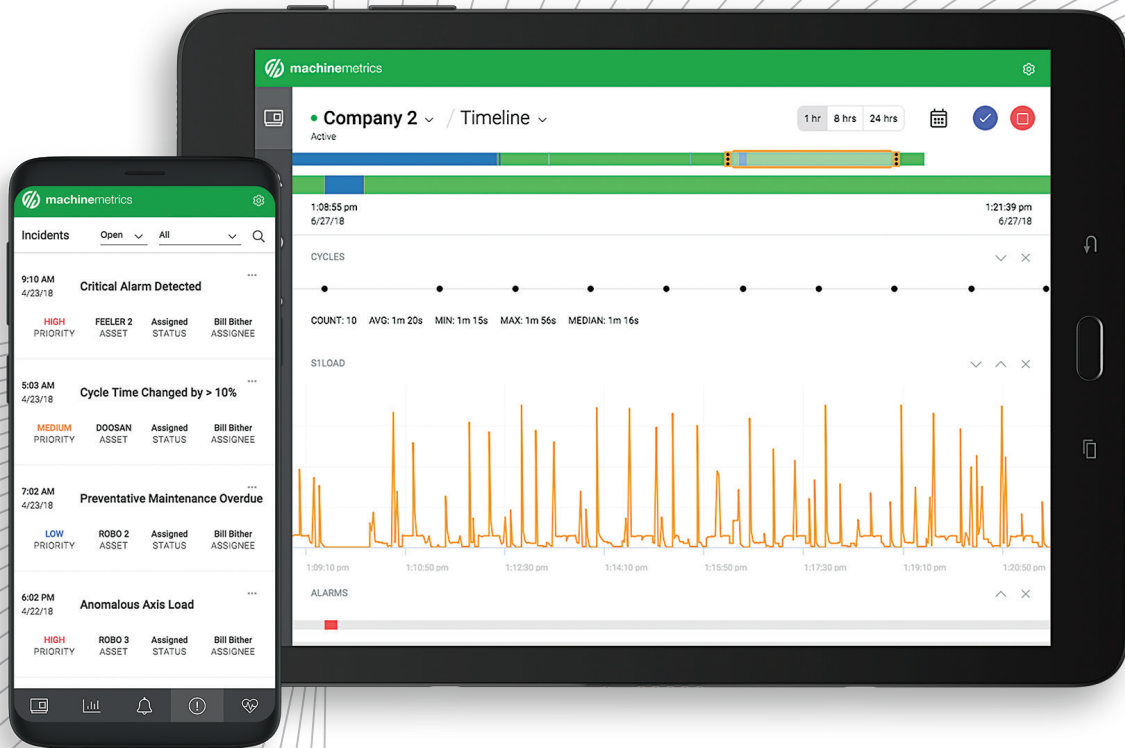 machinemetrics
Company 2 / Timeline
Active
1 hr 8 hrs 24 hrs
1:08:55 pm
6/27/18
1:21:39 pm
6/27/18
CYCLES
COUNT: 10 AVG: 1m 20s MIN: 1m 15s MAX: 1m 56s MEDIAN: 1m 16s
S1LOAD
1:09:10 pm 1:10:50 pm 1:12:30 pm 1:14:10 pm 1:15:50 pm 1:17:30 pm 1:19:10 pm 1:20:50 pm
ALARMS
machinemetrics
Incidents Open All
9:10 AM
4/23/18
Critical Alarm Detected
HIGH FEELER 2 Assigned Bill Bither
PRIORITY ASSET STATUS ASSIGNEE
5:03 AM
4/23/18
Cycle Time Changed by > 10%
MEDIUM DOOSAN Assigned Bill Bither
PRIORITY ASSET STATUS ASSIGNEE
7:02 AM
4/23/18
Preventative Maintenance Overdue
LOW ROBO 2 Assigned Bill Bither
PRIORITY ASSET STATUS ASSIGNEE
6:02 PM
4/22/18
Anomalous Axis Load
HIGH ROBO 3 Assigned Bill Bither
PRIORITY ASSET STATUS ASSIGNEE